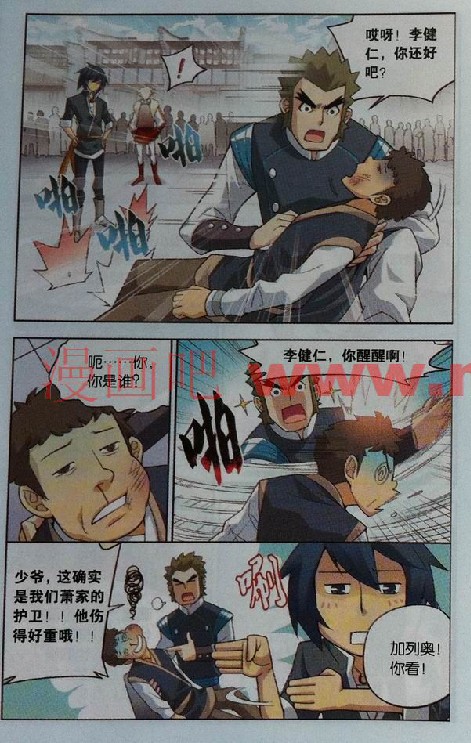 哎呀！李健
仁，你还好
吧？
！
啪
啪
啪
呃……你，
你是谁？
李健仁，你醒醒啊！
漫画吧 www.
啪
少爷，这确实
是我们萧家的
护卫！！他伤
得好重哦！！
唰
加列奥！
你看！